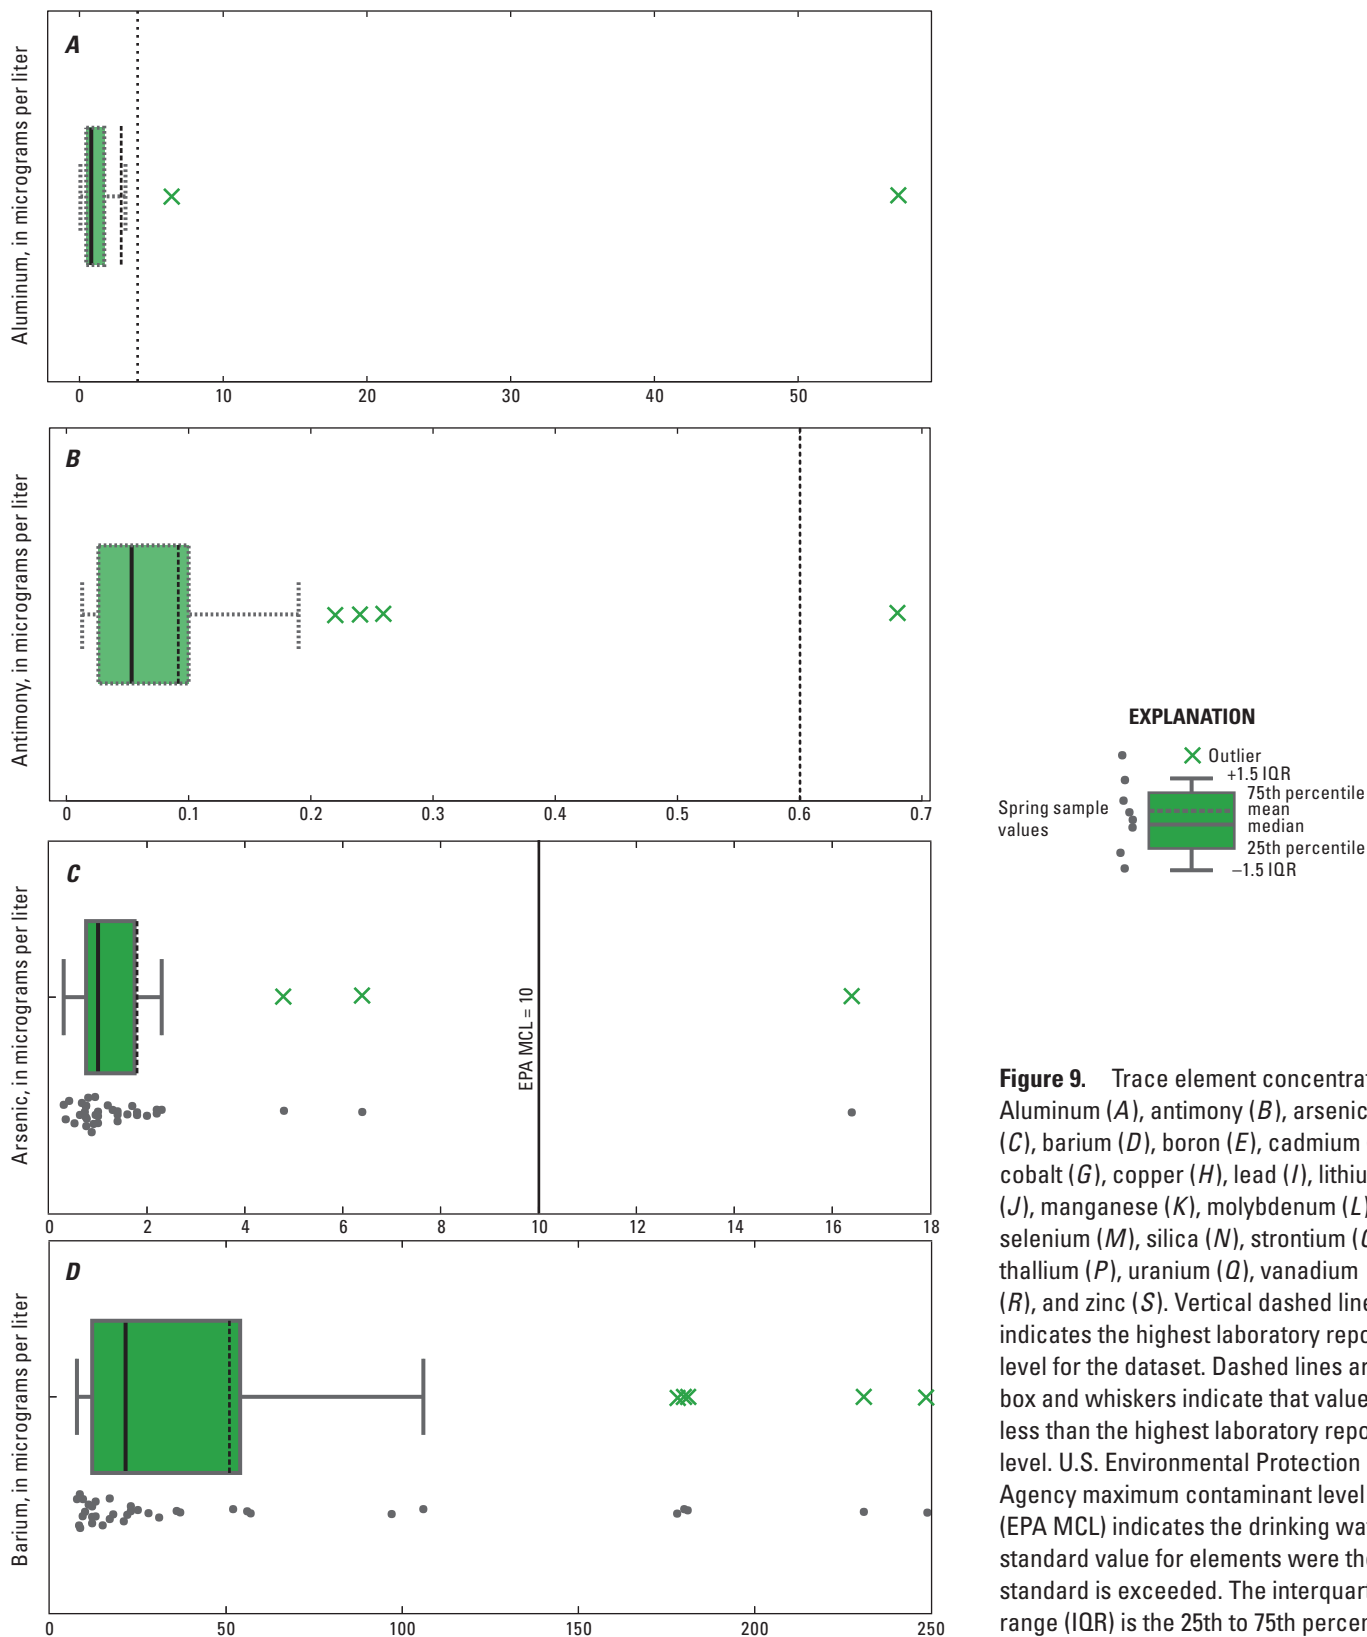 A
Aluminum, in micrograms per liter
0 10 20 30 40 50
B
Antimony, in micrograms per liter
0 0.1 0.2 0.3 0.4 0.5 0.6 0.7
C
Arsenic, in micrograms per liter
EPA MCL = 10
0 2 4 6 8 10 12 14 16 18
D
Barium, in micrograms per liter
0 50 100 150 200 250
EXPLANATION
Outlier
+1.5 IQR
75th percentile
mean
median
25th percentile
–1.5 IQR
Spring sample
values
Figure 9. Trace element concentrat
Aluminum (A), antimony (B), arsenic
(C), barium (D), boron (E), cadmium
cobalt (G), copper (H), lead (I), lithiu
(J), manganese (K), molybdenum (L)
selenium (M), silica (N), strontium (
thallium (P), uranium (Q), vanadium
(R), and zinc (S). Vertical dashed line
indicates the highest laboratory repo
level for the dataset. Dashed lines ar
box and whiskers indicate that value
less than the highest laboratory repo
level. U.S. Environmental Protection
Agency maximum contaminant level
(EPA MCL) indicates the drinking wa
standard value for elements were the
standard is exceeded. The interquart
range (IQR) is the 25th to 75th percen